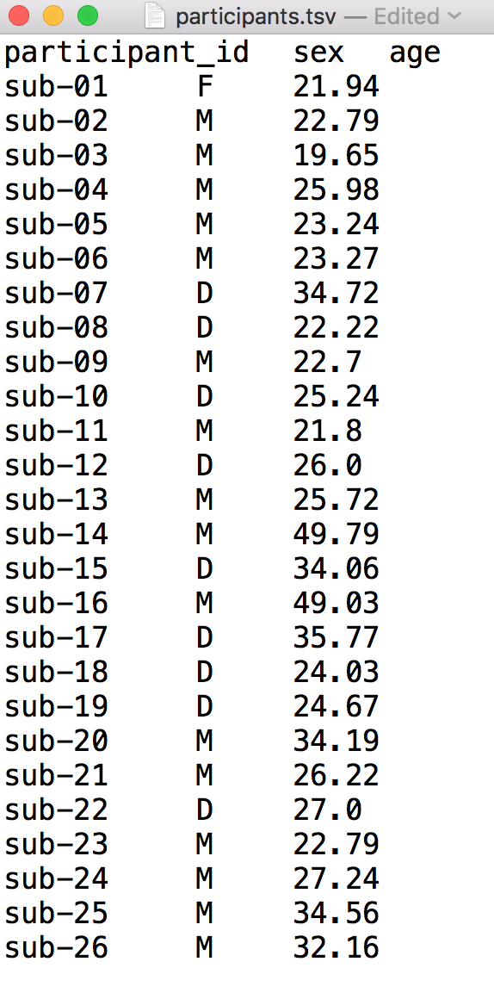 participants.tsv — Edited
participant_id sex age
sub-01 F 21.94
sub-02 M 22.79
sub-03 M 19.65
sub-04 M 25.98
sub-05 M 23.24
sub-06 M 23.27
sub-07 D 34.72
sub-08 D 22.22
sub-09 M 22.7
sub-10 D 25.24
sub-11 M 21.8
sub-12 D 26.0
sub-13 M 25.72
sub-14 M 49.79
sub-15 D 34.06
sub-16 M 49.03
sub-17 D 35.77
sub-18 D 24.03
sub-19 D 24.67
sub-20 M 34.19
sub-21 M 26.22
sub-22 D 27.0
sub-23 M 22.79
sub-24 M 27.24
sub-25 M 34.56
sub-26 M 32.16